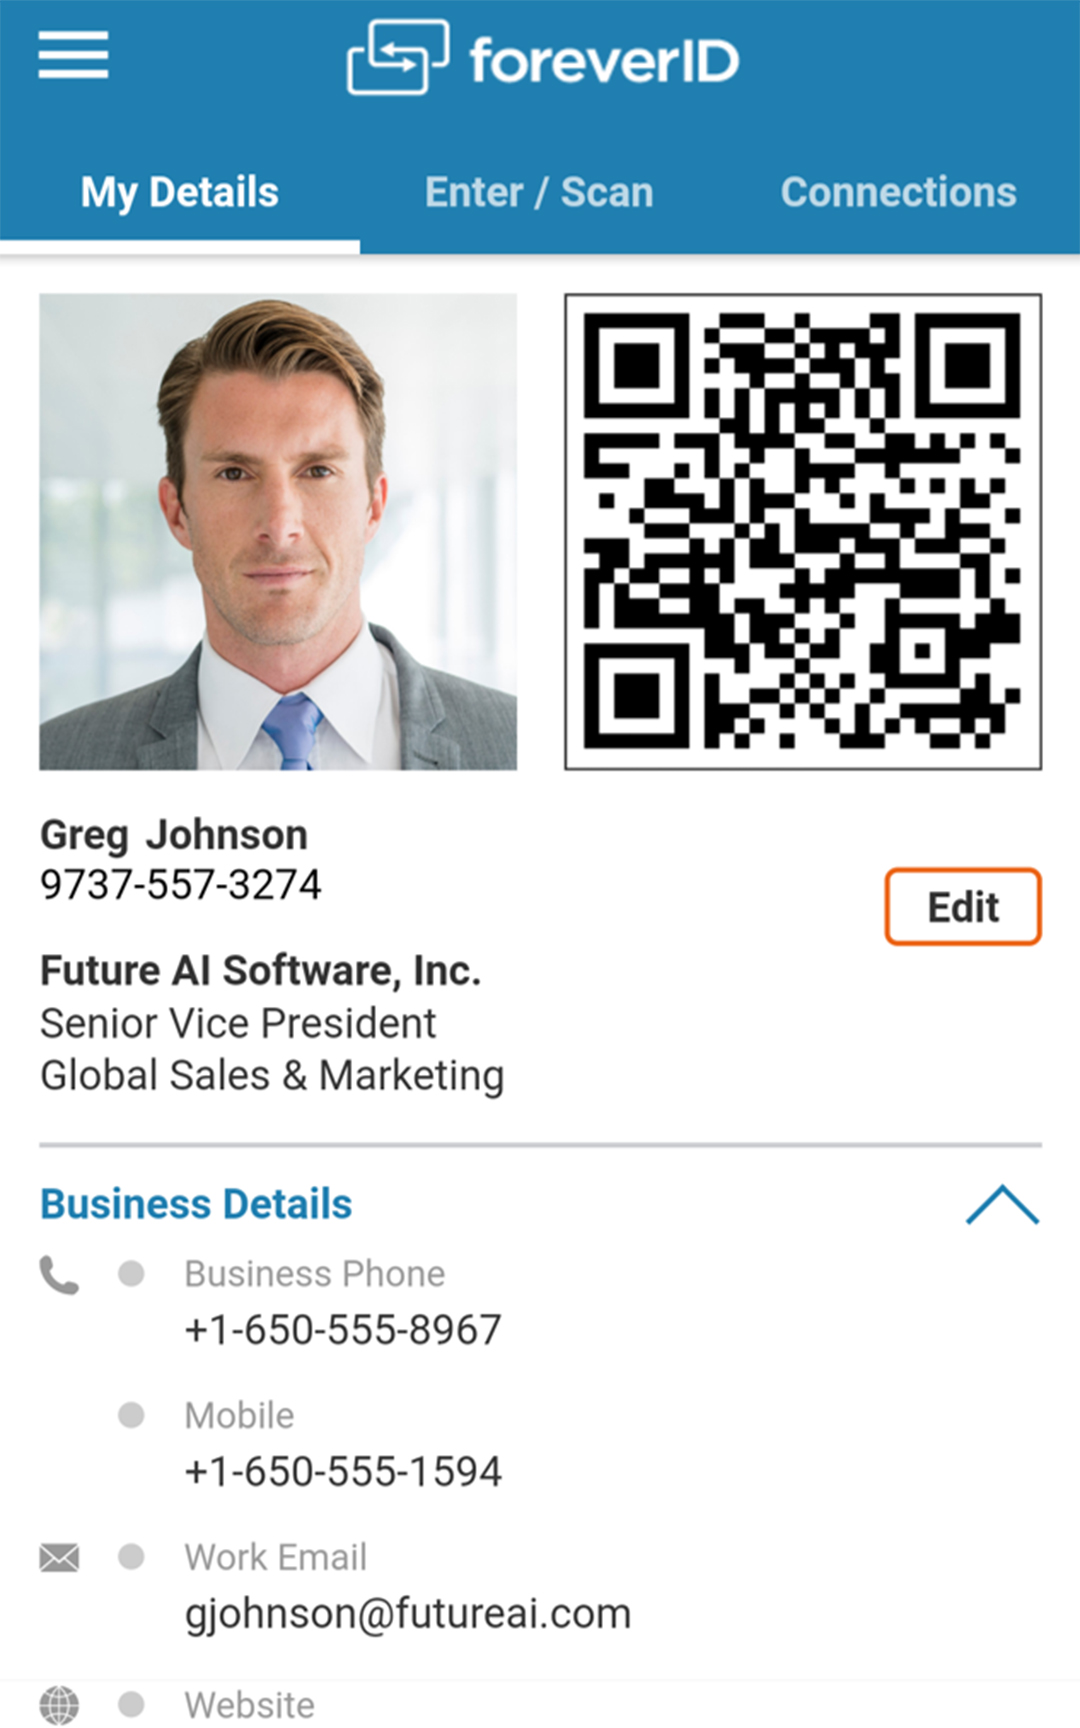 foreverID
My Details Enter / Scan Connections
Greg Johnson
9737-557-3274
Edit
Future AI Software, Inc.
Senior Vice President
Global Sales & Marketing
Business Details
Business Phone
+1-650-555-8967
Mobile
+1-650-555-1594
Work Email
gjohnson@futureai.com
Website